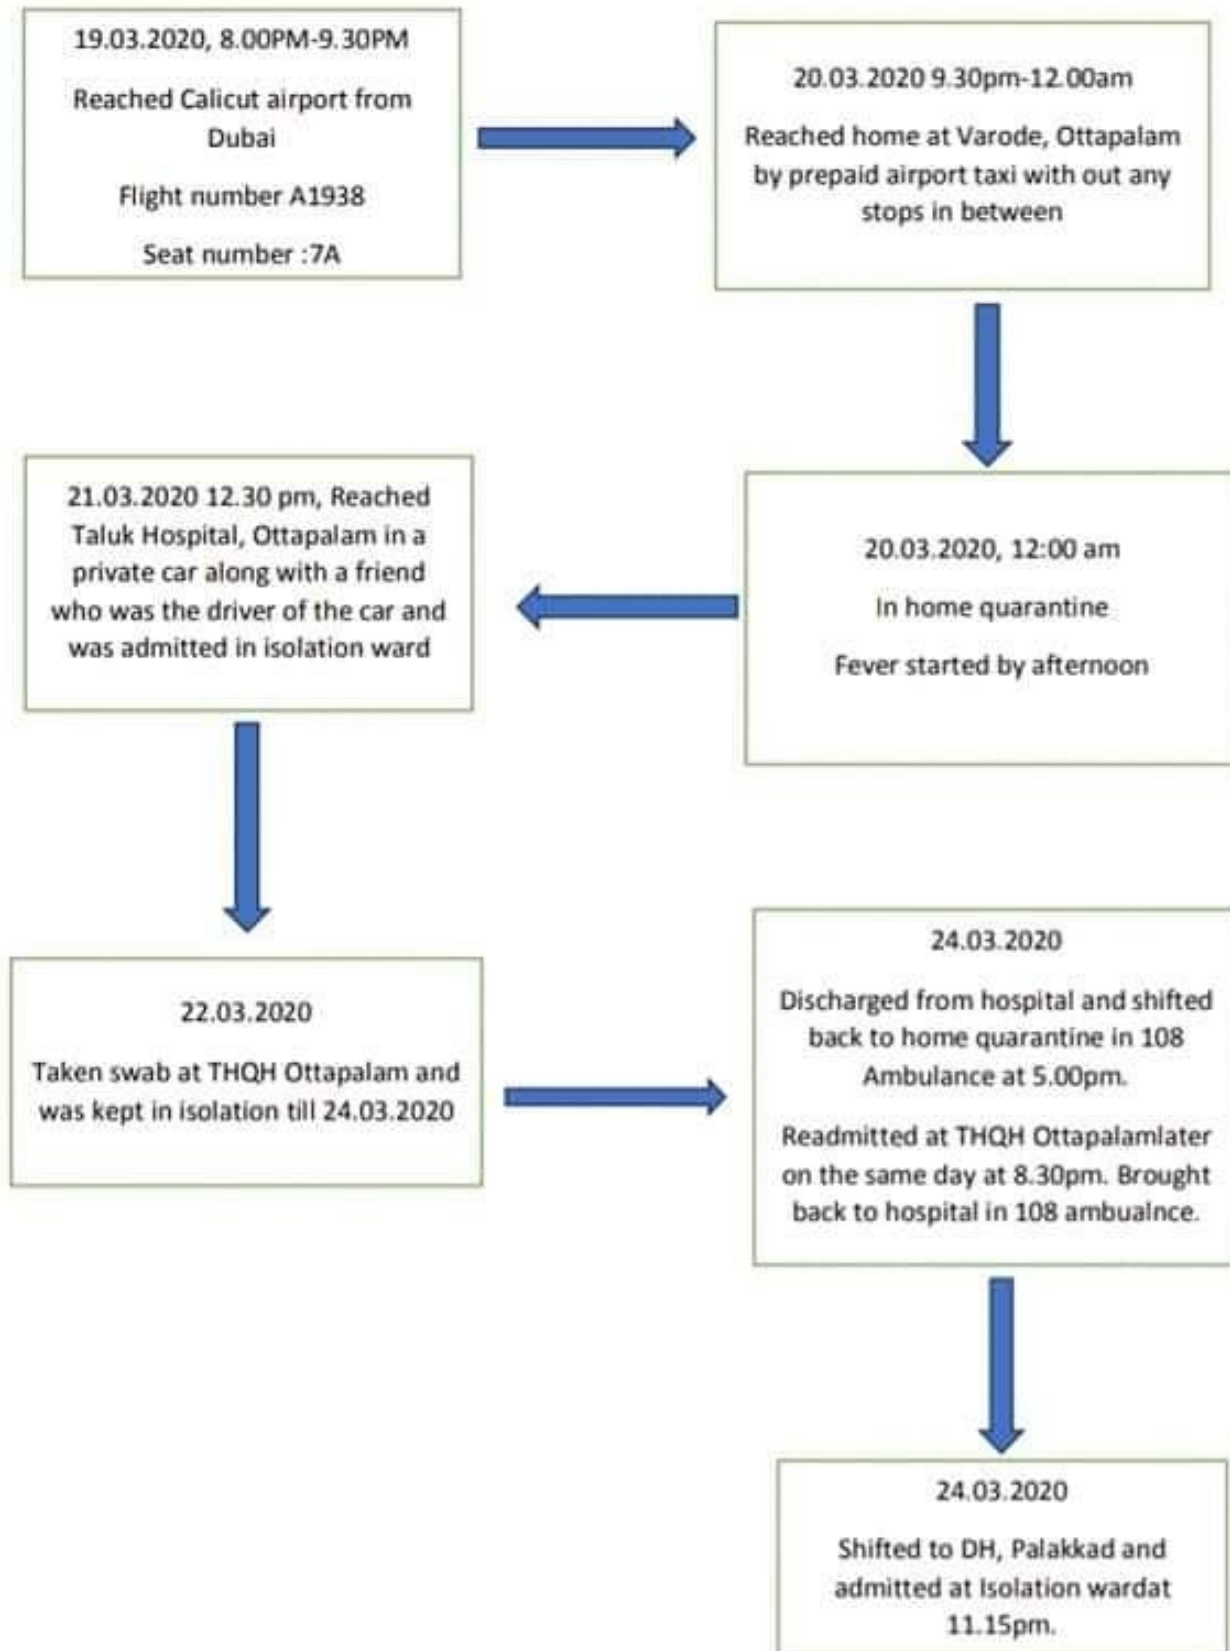 19.03.2020, 8.00PM-9.30PM
Reached Calicut airport from
Dubai
Flight number A1938
Seat number :7A
20.03.2020 9.30pm-12.00am
Reached home at Varode, Ottapalam
by prepaid airport taxi with out any
stops in between
20.03.2020, 12:00 am
In home quarantine
Fever started by afternoon
21.03.2020 12.30 pm, Reached
Taluk Hospital, Ottapalam in a
private car along with a friend
who was the driver of the car and
was admitted in isolation ward
22.03.2020
Taken swab at THQH Ottapalam and
was kept in isolation till 24.03.2020
24.03.2020
Discharged from hospital and shifted
back to home quarantine in 108
Ambulance at 5.00pm.
Readmitted at THQH Ottapalamlater
on the same day at 8.30pm. Brought
back to hospital in 108 ambualnce.
24.03.2020
Shifted to DH, Palakkad and
admitted at Isolation wardat
11.15pm.